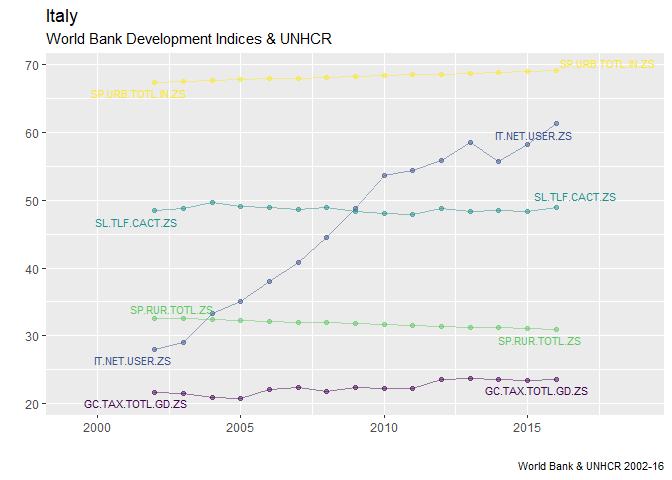 Italy
World Bank Development Indices & UNHCR
70
SP.URB.TOTL.IN.ZS
SP.URB.TOTL.IN.ZS
60
IT.NET.USER.ZS
50
SL.TLF.CACT.ZS
SL.TLF.CACT.ZS
40
SP.RUR.TOTL.ZS
30
SP.RUR.TOTL.ZS
IT.NET.USER.ZS
GC.TAX.TOTL.GD.ZS
20
GC.TAX.TOTL.GD.ZS
2000 2005 2010 2015
World Bank & UNHCR 2002-16